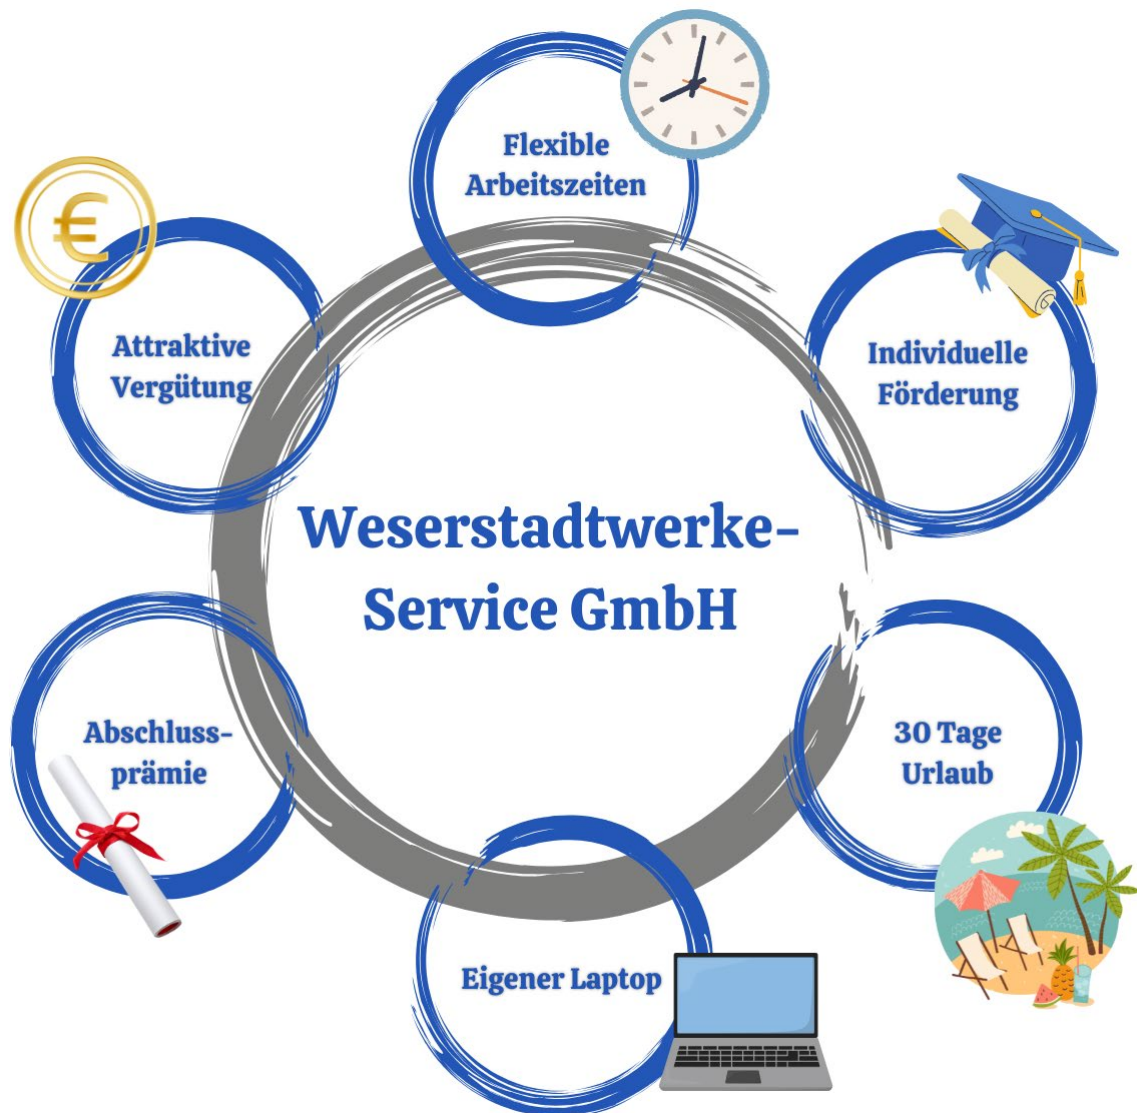 Flexible
Arbeitszeiten
Attraktive
Vergütung
Individuelle
Förderung
Weserstadtwerke-
Service GmbH
Abschluss-
prämie
30 Tage
Urlaub
Eigener Laptop